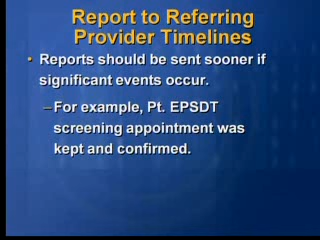 Report to Referring
Provider Timelines
• Reports should be sent sooner if
significant events occur.
– For example, Pt. EPSDT
screening appointment was
kept and confirmed.